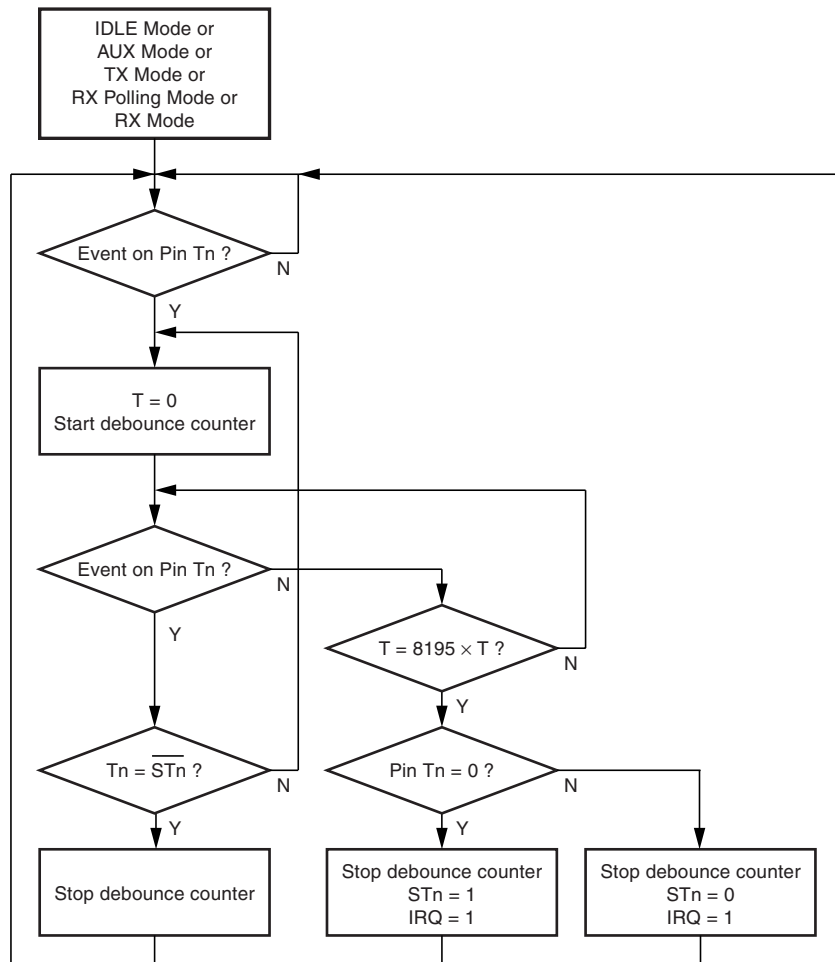 IDLE Mode or
AUX Mode or
TX Mode or
RX Polling Mode or
RX Mode
Event on Pin Tn ?
N
Y
T = 0
Start debounce counter
Event on Pin Tn ?
N
Y
T = 8195 × T ?
N
Y
Tn = S̅T̅n̅ ?
N
Y
Pin Tn = 0 ?
N
Y
Stop debounce counter
Stop debounce counter
STn = 1
IRQ = 1
Stop debounce counter
STn = 0
IRQ = 1